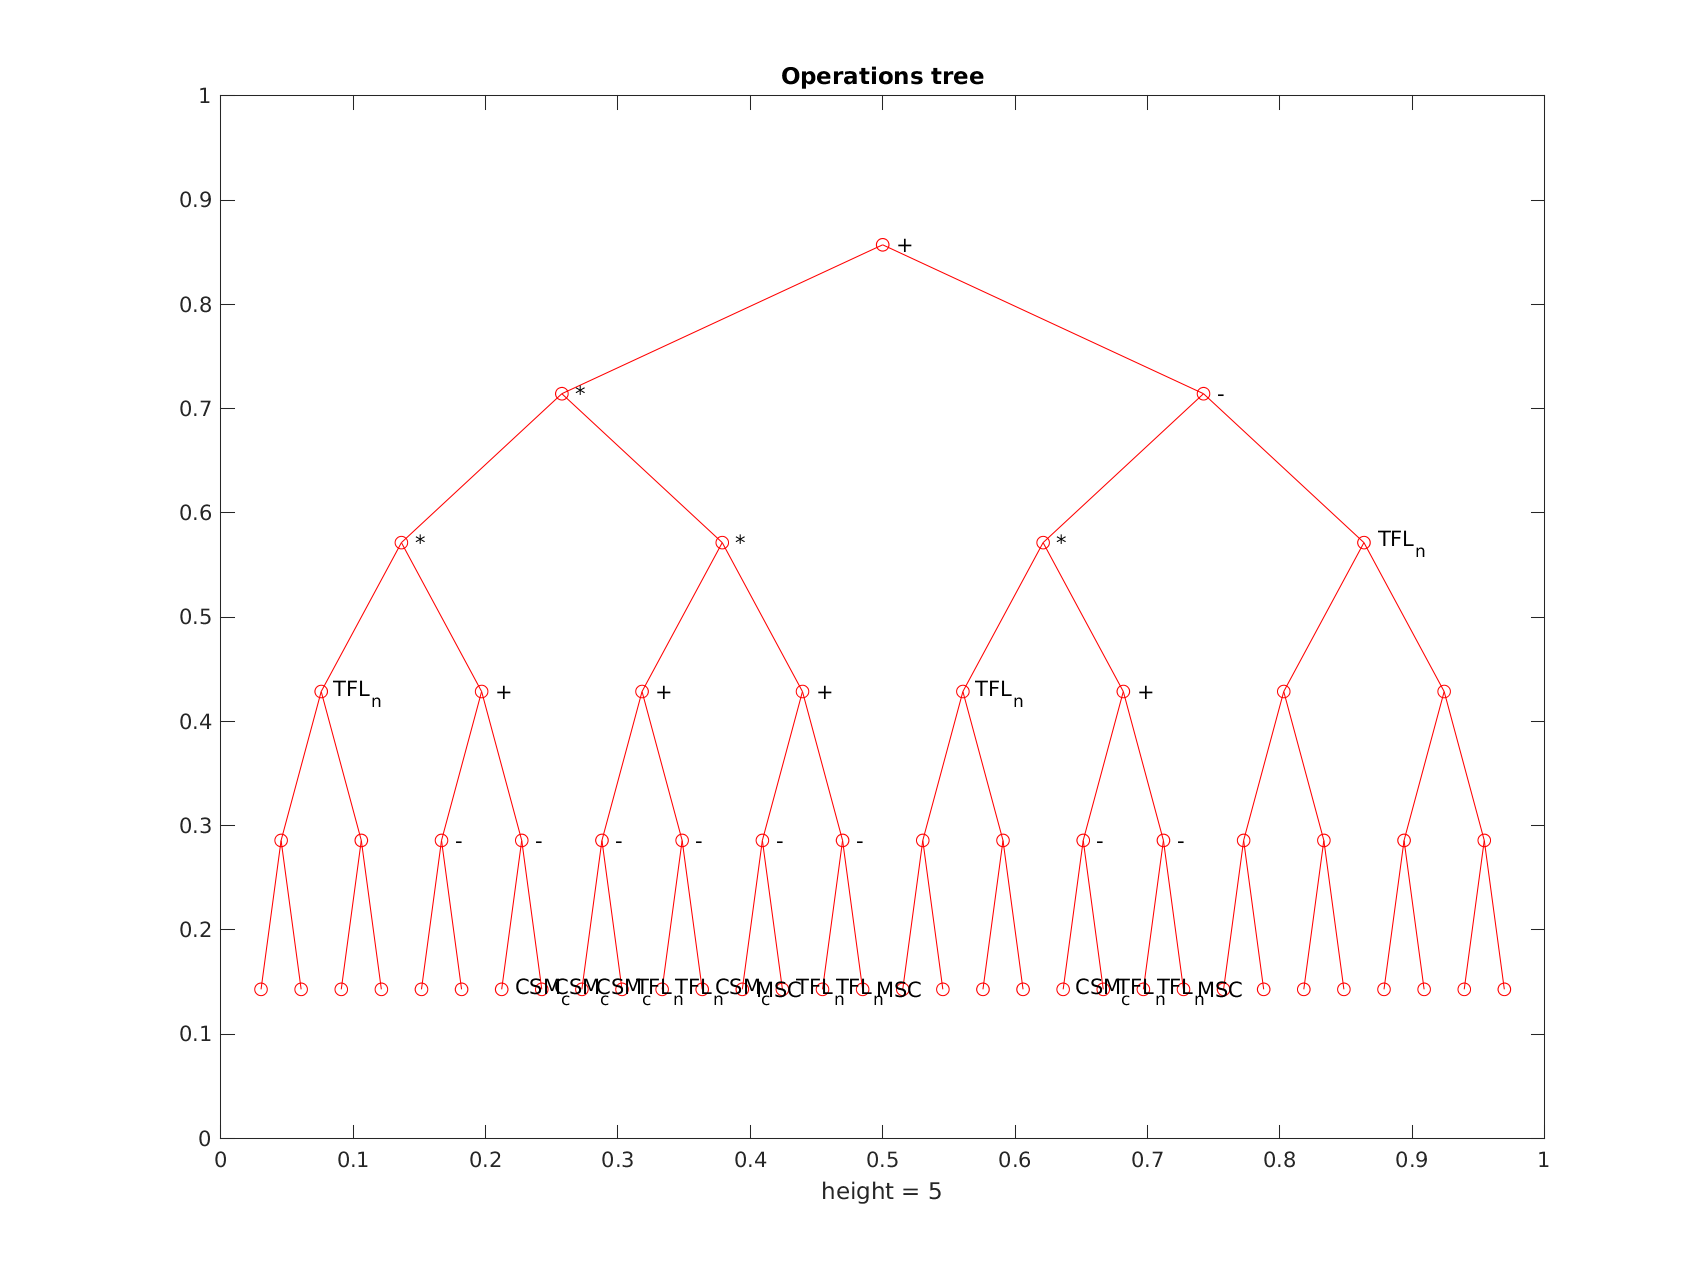 Operations tree
1
+
0.9
0.8
* -
0.7
* * * TFLn
0.6
0.5
TFLn + + + TFLn +
0.4
0.3
- - - - - - - -
0.2
CSMc CSMc CSMc TFLn TFLn CSMc MSC TFLn TFLn MSC CSMc TFLn TFLn MSC
0.1
0
0 0.1 0.2 0.3 0.4 0.5 0.6 0.7 0.8 0.9 1
height = 5